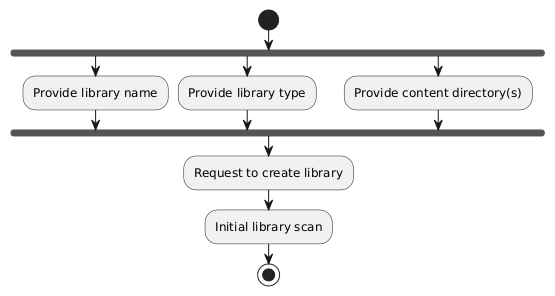 Provide library name
Provide library type
Provide content directory(s)
Request to create library
Initial library scan